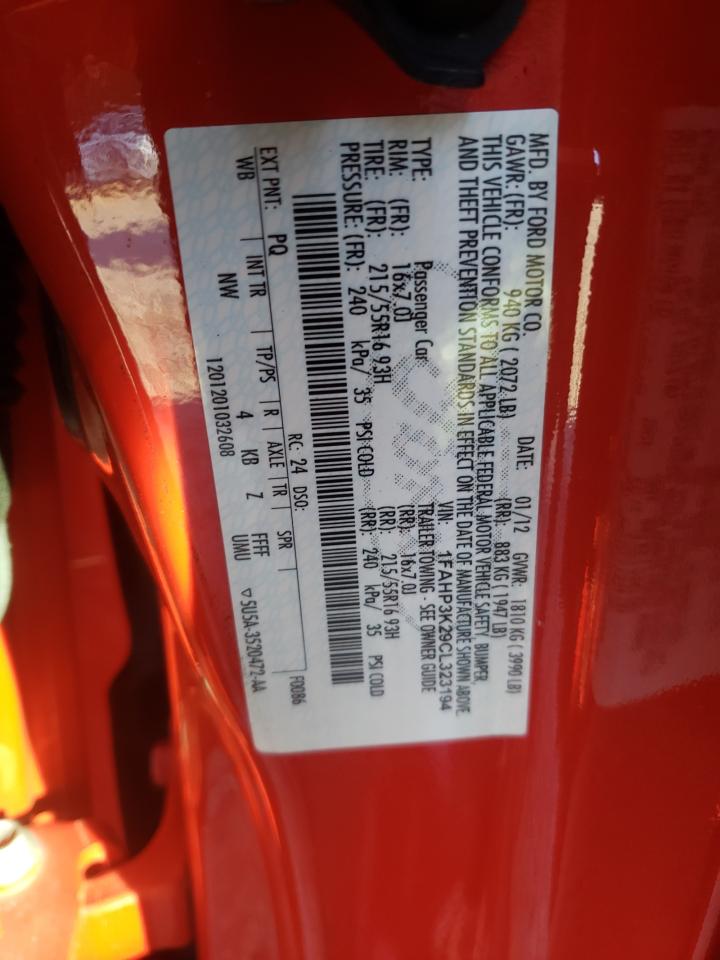 MFD. BY FORD MOTOR CO. DATE: 01/12 GVWR: 1810 KG ( 3990 LB)
GAWR: (FR): 940 KG ( 2072 LB) (RR): 883 KG ( 1947 LB)
THIS VEHICLE CONFORMS TO ALL APPLICABLE FEDERAL MOTOR VEHICLE SAFETY, BUMPER,
AND THEFT PREVENTION STANDARDS IN EFFECT ON THE DATE OF MANUFACTURE SHOWN ABOVE.
VIN: 1FAHP3K29CL323194
TYPE: Passenger Car TRAILER TOWING - SEE OWNER GUIDE
RIM: (FR): 16x7.0J (RR): 16x7.0J
TIRE: (FR): 215/55R16 93H (RR): 215/55R16 93H
PRESSURE: (FR): 240 kPa/ 35 PSI COLD (RR): 240 kPa/ 35 PSI COLD
RC: 24 DSO: F0086
EXT PNT: PQ
WB INT TR TP/PS R AXLE TR SPR
NW 4 KB Z FFFF
1201201032608 UMU 5U5A-3520472-AA